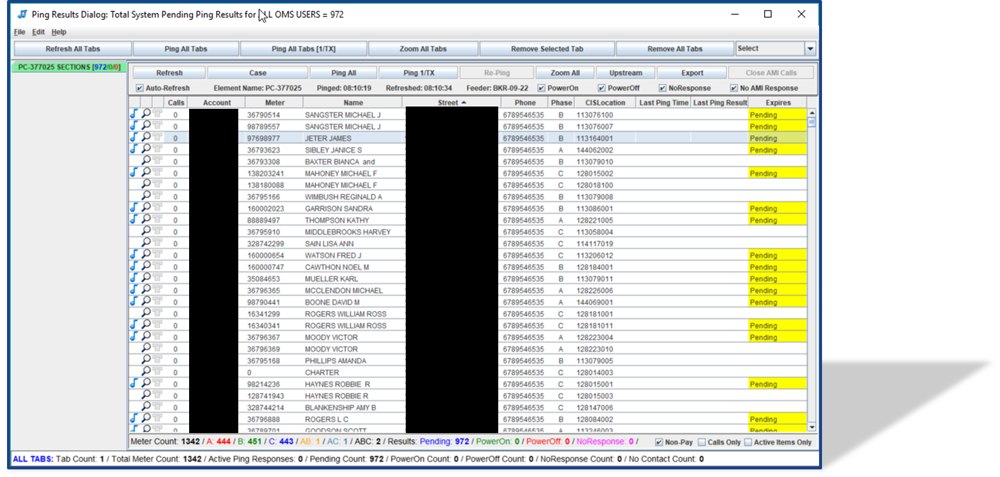 Ping Results Dialog: Total System Pending Ping Results for LL OMS USERS = 972
File Edit Help
Refresh All Tabs Ping All Tabs Ping All Tabs [1/TX] Zoom All Tabs Remove Selected Tab Remove All Tabs Select
PC-377025 SECTIONS [972/0/0]
Refresh Case Ping All Ping 1/TX Re-Ping Zoom All Upstream Export Close AMI Calls
Auto-Refresh Element Name: PC-377025 Pinged: 08:10:19 Refreshed: 08:10:34 Feeder: BKR-09-22 PowerOn PowerOff NoResponse No AMI Response
Calls Account Meter Name Street Phone Phase CISLocation Last Ping Time Last Ping Result Expires
0 36790514 SANGSTER MICHAEL J 6789546535 B 113076100 Pending
0 98789557 SANGSTER MICHAEL J 6789546535 B 113076007 Pending
0 97698977 JETER JAMES 6789546535 B 113164001 Pending
0 36793623 SIBLEY JANICE S 6789546535 A 144062002 Pending
0 36793308 BAXTER BIANCA and 6789546535 B 113079010
0 138203241 MAHONEY MICHAEL F 6789546535 C 128015002 Pending
0 138180088 MAHONEY MICHAEL F 6789546535 C 128018100
0 36795166 WIMBUSH REGINALD A 6789546535 B 113079008
0 160002023 GARRISON SANDRA 6789546535 B 113086001 Pending
0 88889497 THOMPSON KATHY 6789546535 A 128221005 Pending
0 36795910 MIDDLEBROOKS HARVEY 6789546535 C 113058004
0 328742299 SAIN LISA ANN 6789546535 C 114117019
0 160000654 WATSON FRED J 6789546535 C 113206012 Pending
0 160000747 CAWTHON NOEL M 6789546535 B 128184001 Pending
0 35084653 MUELLER KARL 6789546535 B 113079011 Pending
0 36796365 MCCLENDON MICHAEL 6789546535 A 128226006 Pending
0 98790441 BOONE DAVID M 6789546535 A 144069001 Pending
0 16341299 ROGERS WILLIAM ROSS 6789546535 C 128181001
0 16340341 ROGERS WILLIAM ROSS 6789546535 C 128181011 Pending
0 36796367 MOODY VICTOR 6789546535 A 128223004 Pending
0 36796369 MOODY VICTOR 6789546535 A 128223010
0 36795168 PHILLIPS AMANDA 6789546535 B 113079005
0 0 CHARTER 6789546535 C 128014003
0 98214236 HAYNES ROBBIE R 6789546535 C 128015001 Pending
0 128741943 HAYNES ROBBIE R 6789546535 C 128015003
0 328744214 BLANKENSHIP AMY B 6789546535 C 128147006
0 36796888 ROGERS L C 6789546535 B 128084002 Pending
0 36789701 GOODSON SCOTT 6789546535 A 113246003 Pending
Meter Count: 1342 / A: 444 / B: 451 / C: 443 / AB: 1 / AC: 1 / ABC: 2 / Results: Pending: 972 / PowerOn: 0 / PowerOff: 0 / NoResponse: 0 / Non-Pay Calls Only Active Items Only
ALL TABS: Tab Count: 1 / Total Meter Count: 1342 / Active Ping Responses: 0 / Pending Count: 972 / PowerOn Count: 0 / PowerOff Count: 0 / NoResponse Count: 0 / No Contact Count: 0